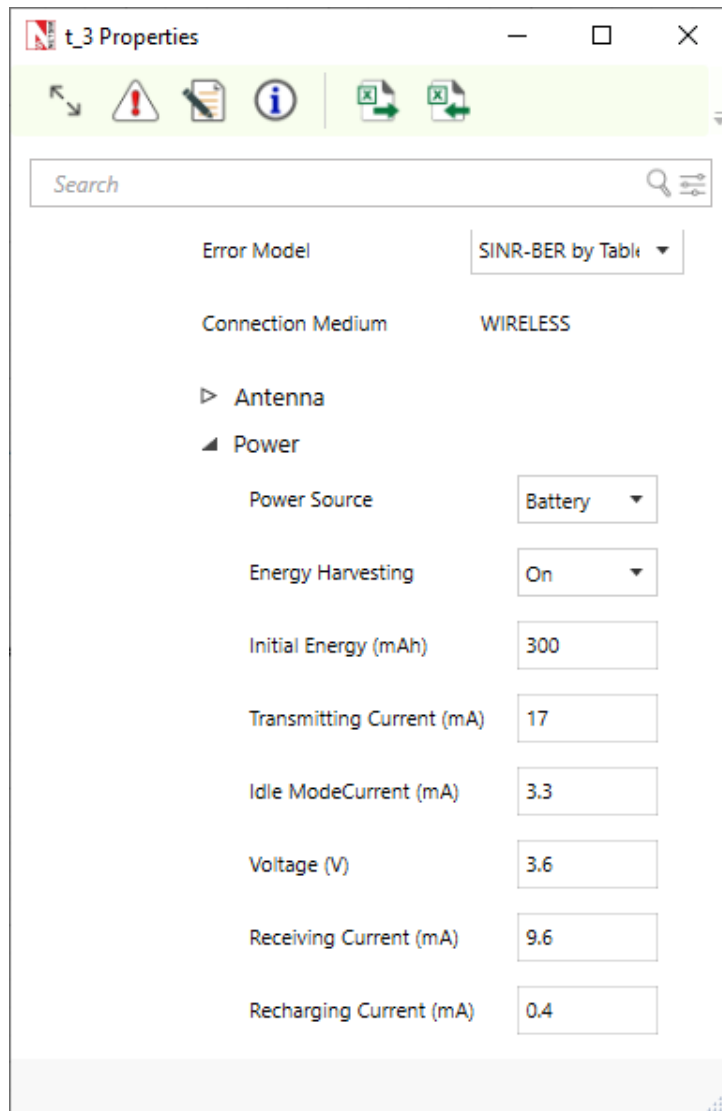 t_3 Properties
Search
Error Model SINR-BER by Table
Connection Medium WIRELESS
Antenna
Power
Power Source Battery
Energy Harvesting On
Initial Energy (mAh) 300
Transmitting Current (mA) 17
Idle ModeCurrent (mA) 3.3
Voltage (V) 3.6
Receiving Current (mA) 9.6
Recharging Current (mA) 0.4